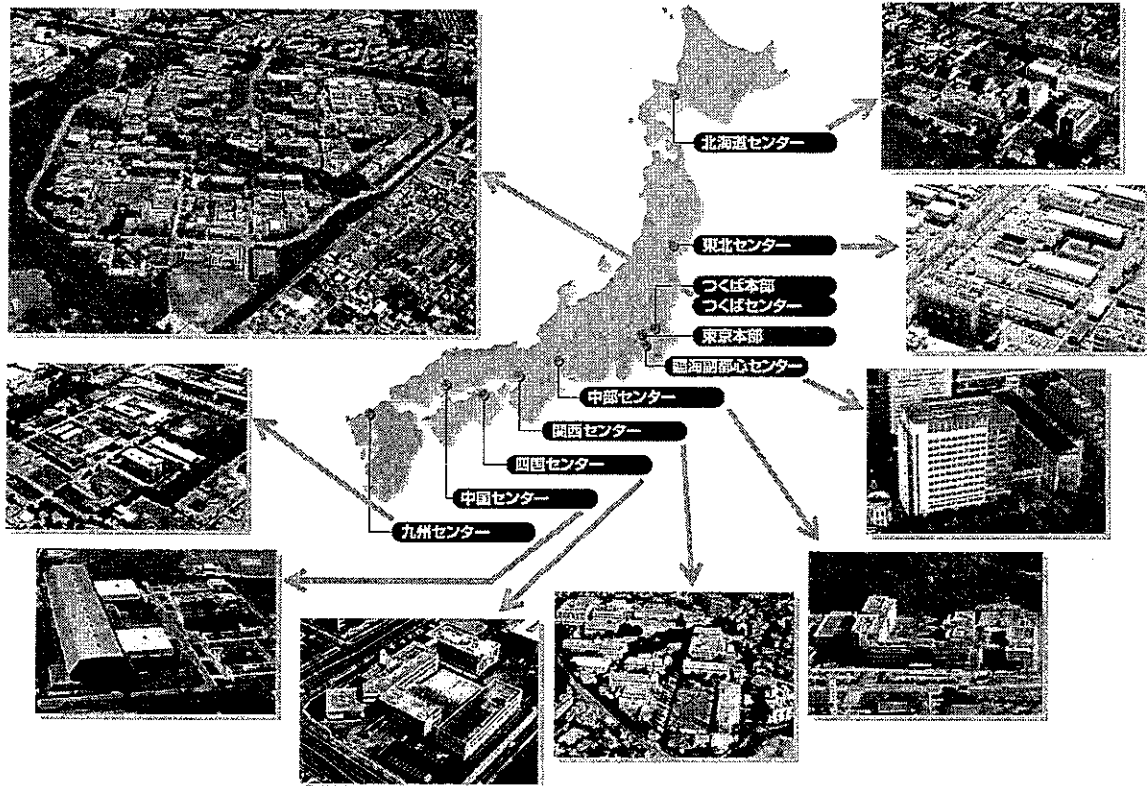 北海道センター
東北センター
つくば本部
つくばセンター
東京本部
臨海副都心センター
中部センター
関西センター
四国センター
中国センター
九州センター